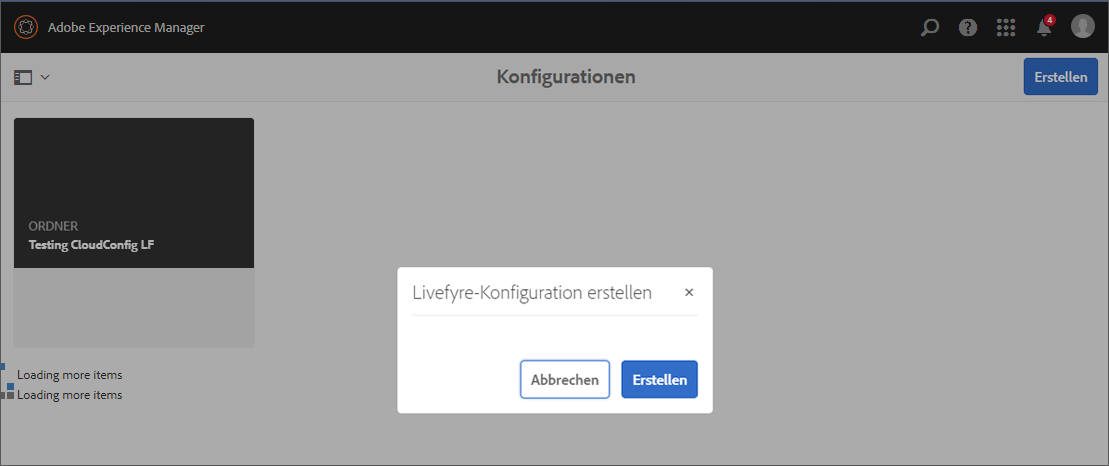 Adobe Experience Manager
4
Konfigurationen
Erstellen
ORDNER
Testing CloudConfig LF
Livefyre-Konfiguration erstellen
Abbrechen
Erstellen
Loading more items
Loading more items